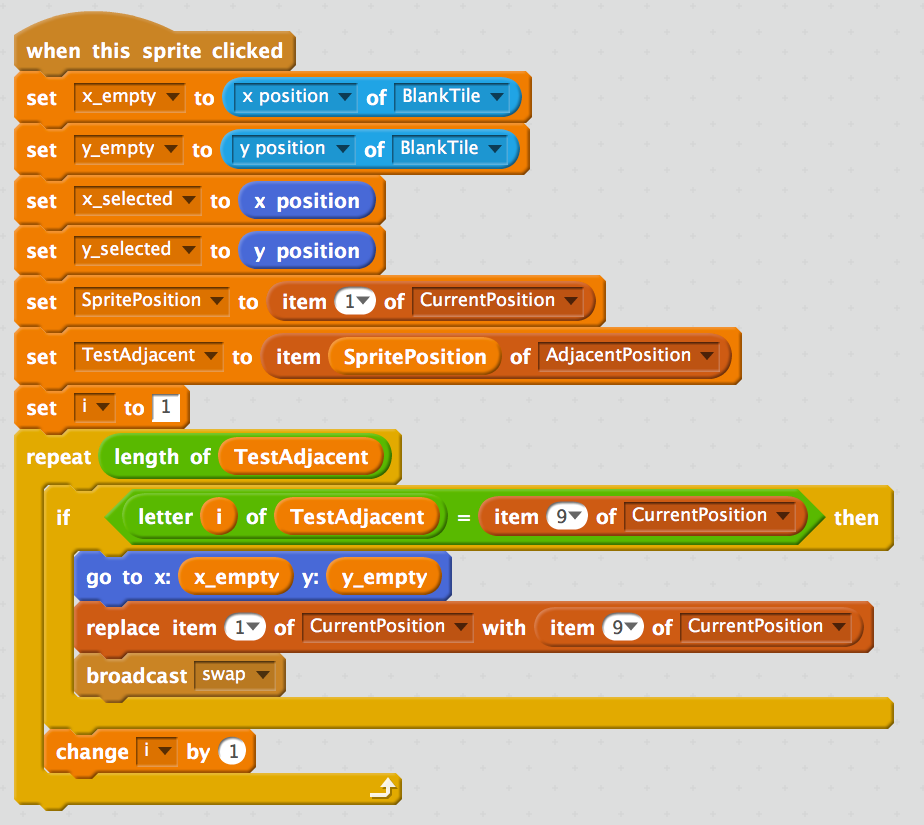 when this sprite clicked
set x_empty to x position of BlankTile
set y_empty to y position of BlankTile
set x_selected to x position
set y_selected to y position
set SpritePosition to item 1 of CurrentPosition
set TestAdjacent to item SpritePosition of AdjacentPosition
set i to 1
repeat length of TestAdjacent
if letter i of TestAdjacent = item 9 of CurrentPosition then
go to x: x_empty y: y_empty
replace item 1 of CurrentPosition with item 9 of CurrentPosition
broadcast swap
change i by 1